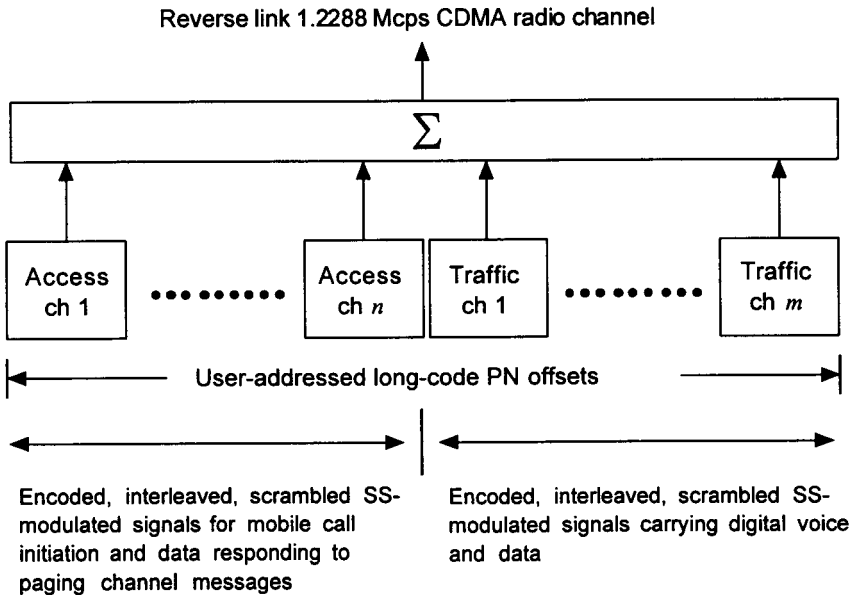 Reverse link 1.2288 Mcps CDMA radio channel
Σ
Access
ch 1
Access
ch n
Traffic
ch 1
Traffic
ch m
User-addressed long-code PN offsets
Encoded, interleaved, scrambled SS-
modulated signals for mobile call
initiation and data responding to
paging channel messages
Encoded, interleaved, scrambled SS-
modulated signals carrying digital voice
and data